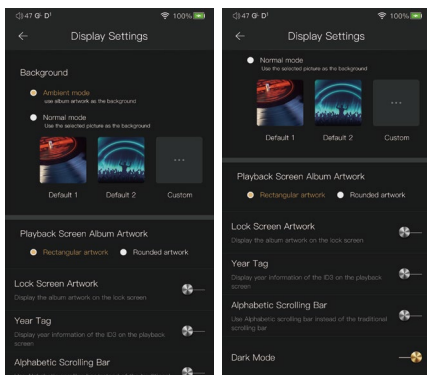 47 G- D¹ 100%
Display Settings
Background
Ambient mode
use album artwork as the background
Normal mode
Use the selected picture as the background
Default 1 Default 2 Custom
Playback Screen Album Artwork
Rectangular artwork Rounded artwork
Lock Screen Artwork
Display the album artwork on the lock screen
Year Tag
Display year information of the ID3 on the playback
screen
Alphabetic Scrolling Bar
47 G- D¹ 100%
Display Settings
Normal mode
Use the selected picture as the background
Default 1 Default 2 Custom
Playback Screen Album Artwork
Rectangular artwork Rounded artwork
Lock Screen Artwork
Display the album artwork on the lock screen
Year Tag
Display year information of the ID3 on the playback
screen
Alphabetic Scrolling Bar
Use Alphabetic scrolling bar instead of the traditional
scrolling bar
Dark Mode